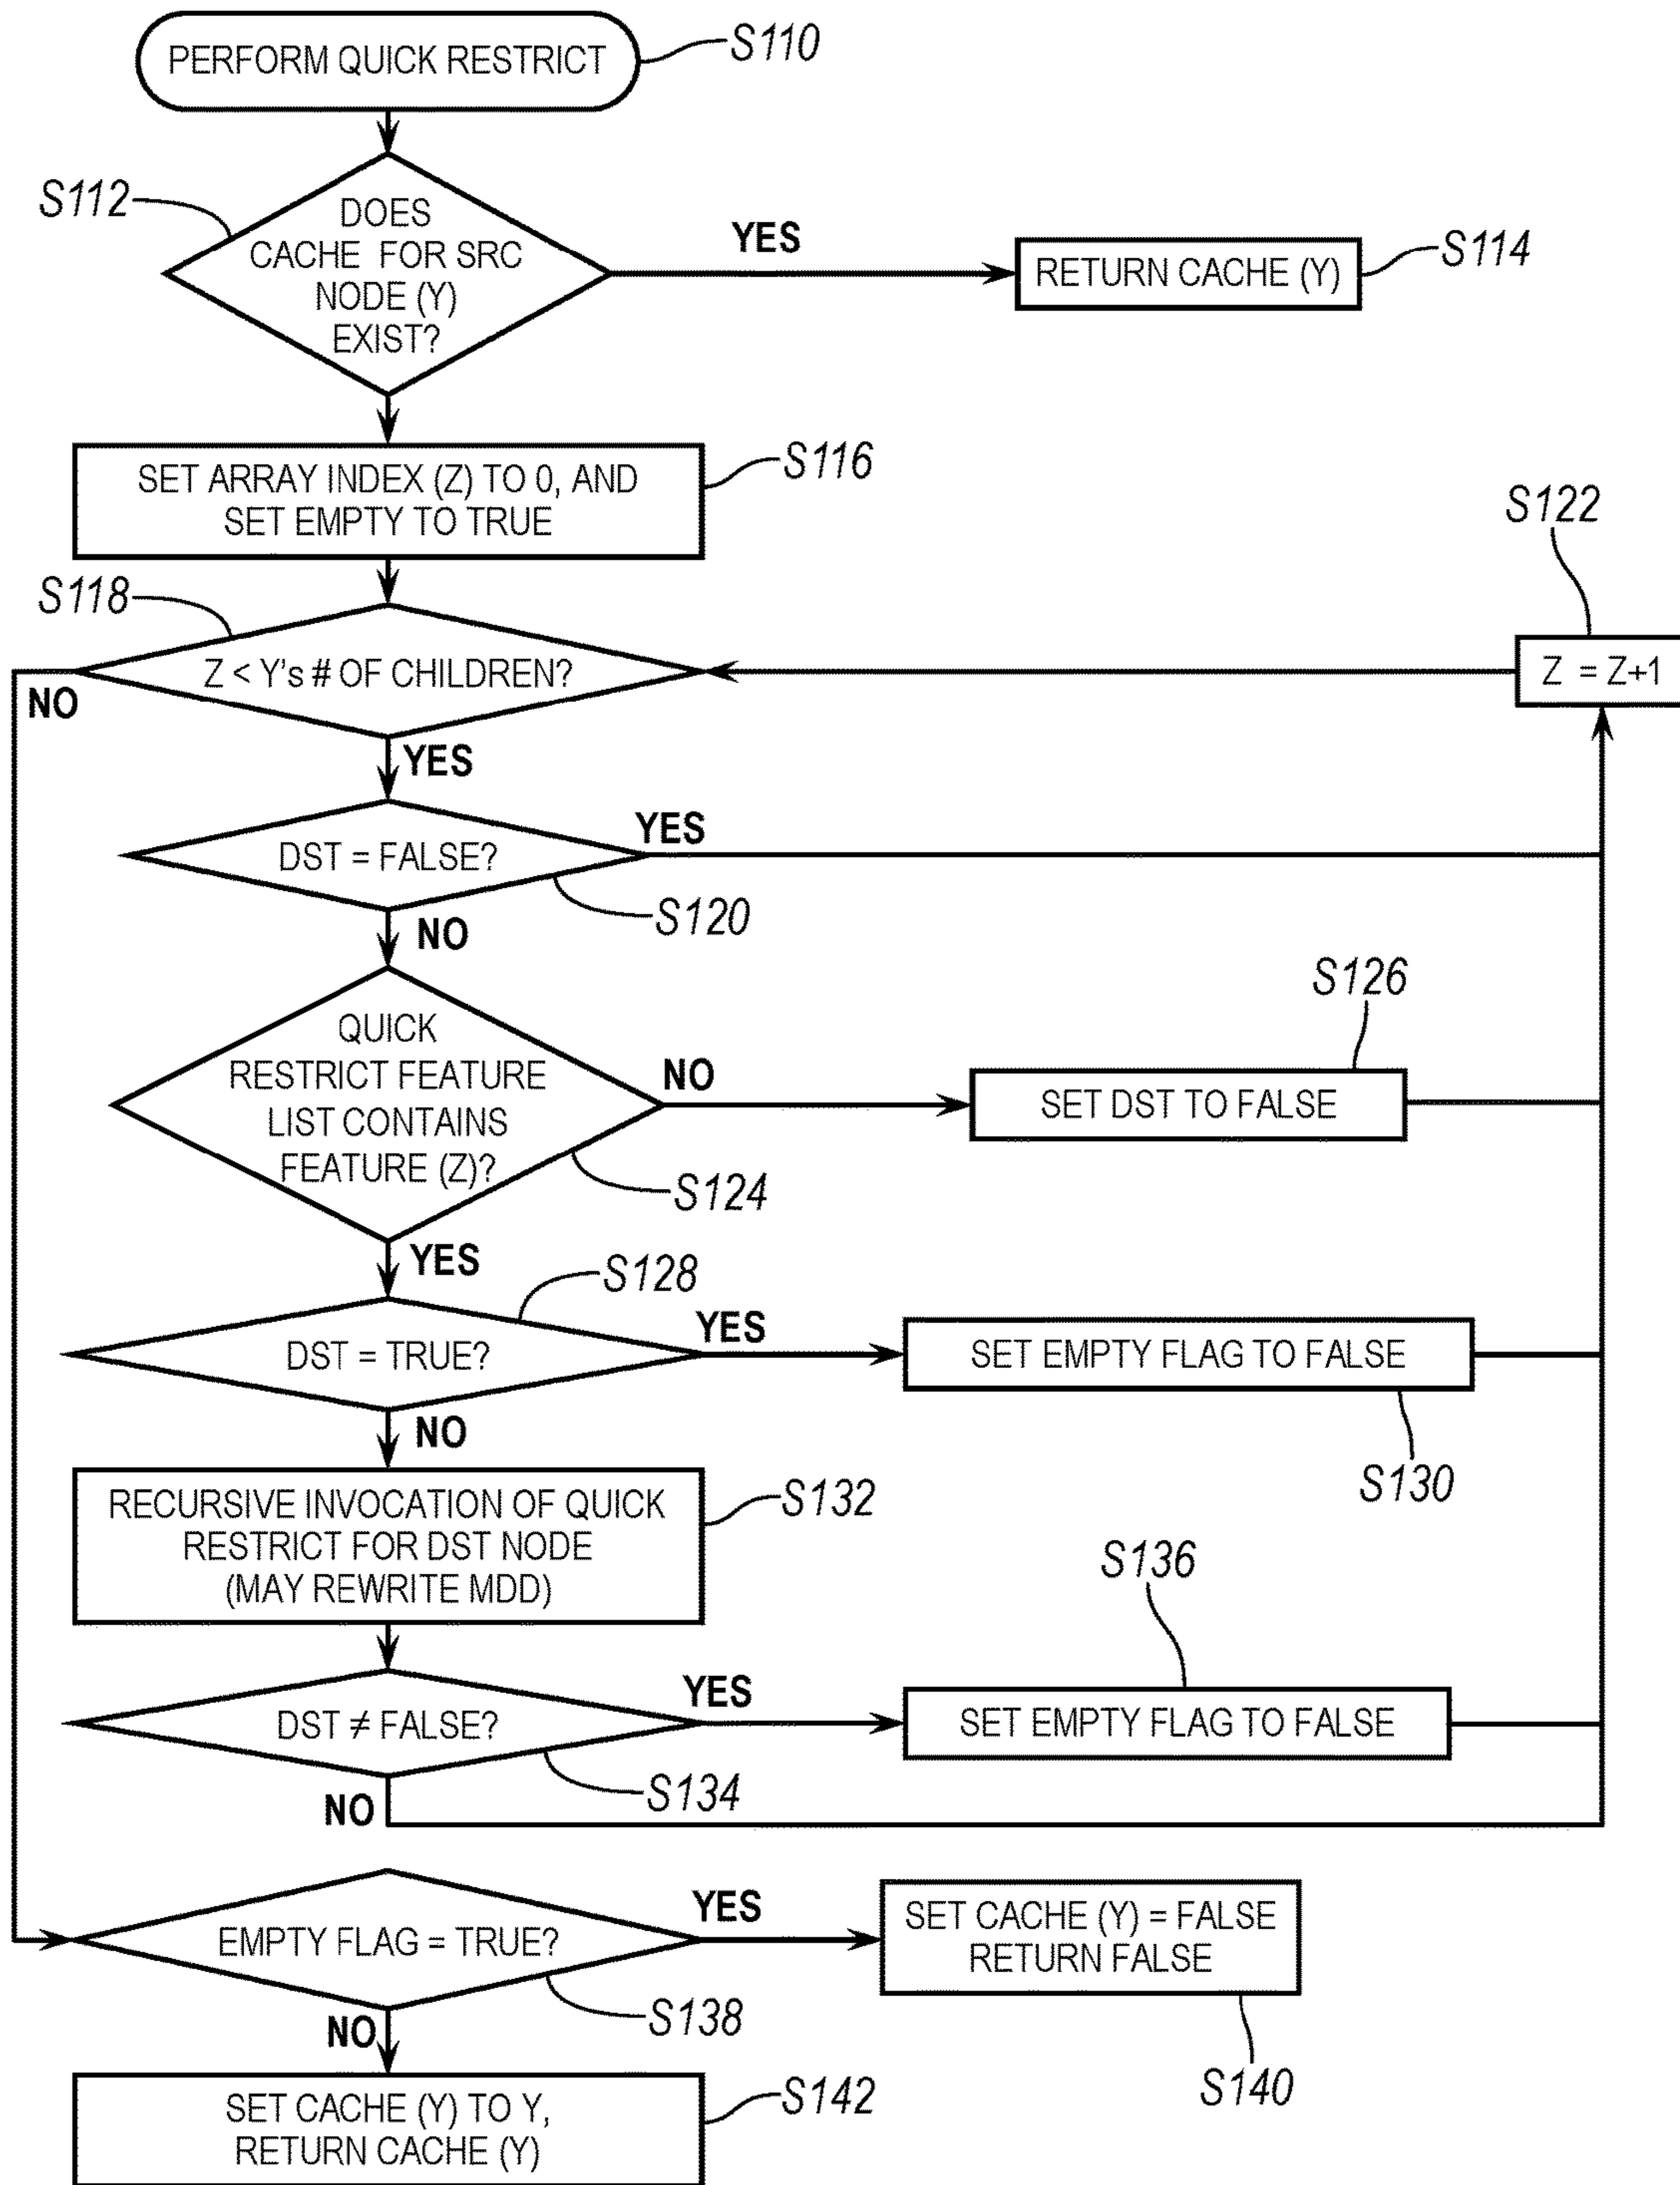 PERFORM QUICK RESTRICT
S110
S112
DOES
CACHE FOR SRC
NODE (Y)
EXIST?
YES
RETURN CACHE (Y)
S114
SET ARRAY INDEX (Z) TO 0, AND
SET EMPTY TO TRUE
S116
S122
S118
Z < Y's # OF CHILDREN?
Z = Z+1
NO
YES
DST = FALSE?
YES
S120
NO
S126
QUICK
RESTRICT FEATURE
LIST CONTAINS
FEATURE (Z)?
NO
SET DST TO FALSE
S124
YES
S128
DST = TRUE?
YES
SET EMPTY FLAG TO FALSE
NO
S130
RECURSIVE INVOCATION OF QUICK
RESTRICT FOR DST NODE
(MAY REWRITE MDD)
S132
S136
DST ≠ FALSE?
YES
SET EMPTY FLAG TO FALSE
S134
NO
EMPTY FLAG = TRUE?
YES
SET CACHE (Y) = FALSE
RETURN FALSE
S138
NO
S140
SET CACHE (Y) TO Y,
RETURN CACHE (Y)
S142